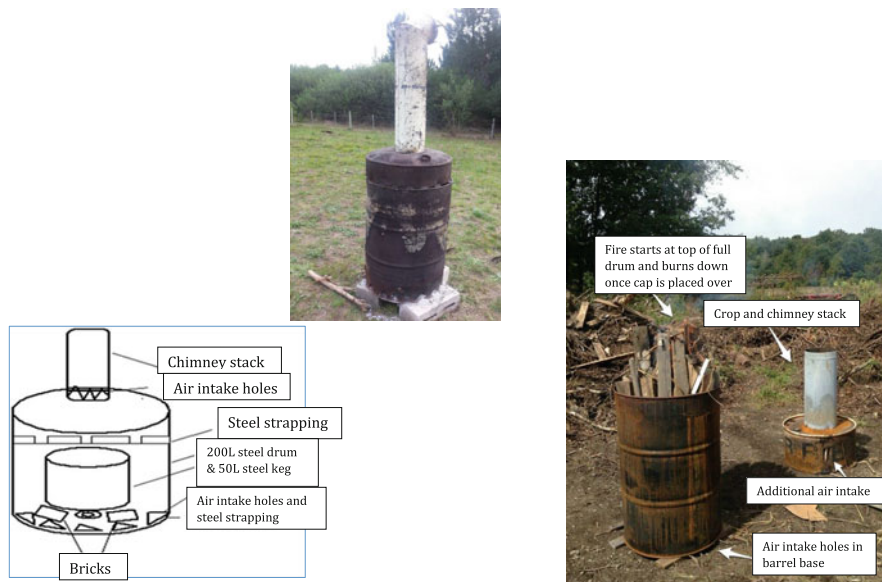 Chimney stack
Air intake holes
Steel strapping
200L steel drum
& 50L steel keg
Air intake holes and
steel strapping
Bricks
Fire starts at top of full
drum and burns down
once cap is placed over
Crop and chimney stack
Additional air intake
Air intake holes in
barrel base